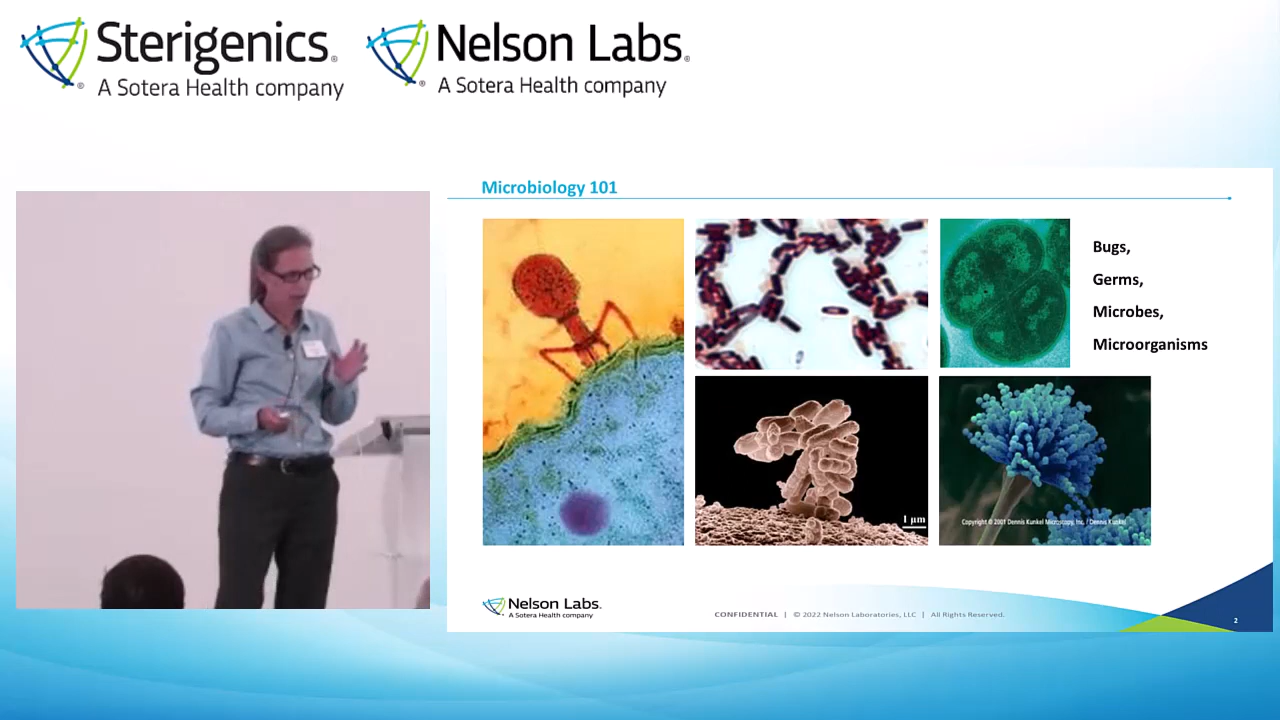 Sterigenics®
A Sotera Health company
Nelson Labs®
A Sotera Health company
Microbiology 101
Bugs,
Germs,
Microbes,
Microorganisms
1 µm
Copyright © 2001 Dennis Kunkel Microscopy, Inc. / Dennis Kunkel
Nelson Labs.
A Sotera Health company
CONFIDENTIAL | © 2022 Nelson Laboratories, LLC | All Rights Reserved.
2